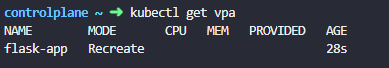 controlplane ~ ➜ kubectl get vpa
NAME        MODE       CPU   MEM   PROVIDED   AGE
flask-app   Recreate                          28s